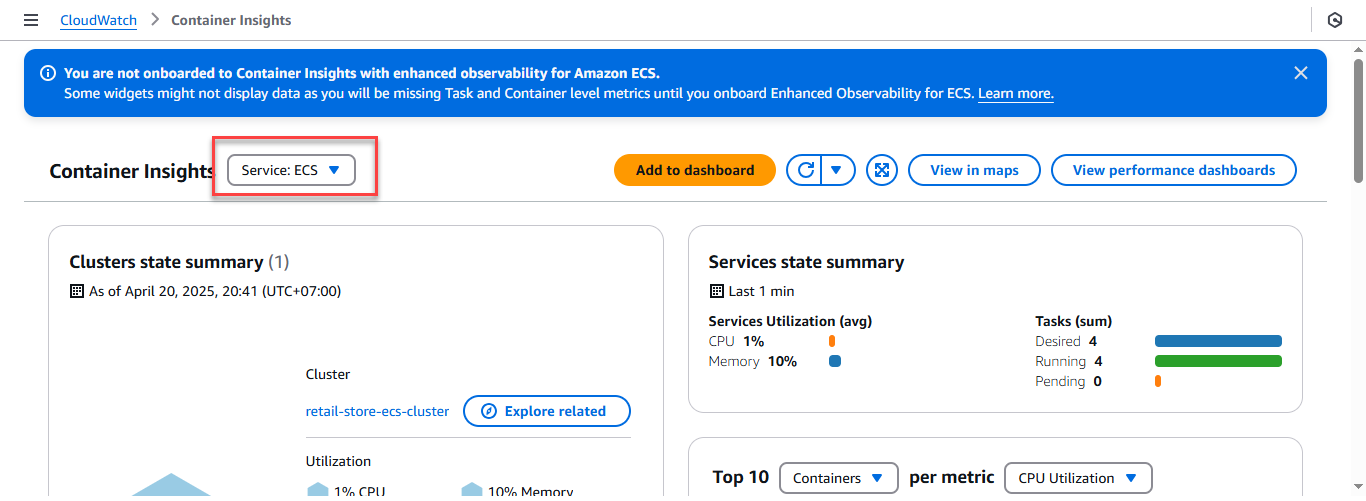 CloudWatch > Container Insights
You are not onboarded to Container Insights with enhanced observability for Amazon ECS.
Some widgets might not display data as you will be missing Task and Container level metrics until you onboard Enhanced Observability for ECS. Learn more.
Container Insights Service: ECS Add to dashboard View in maps View performance dashboards
Clusters state summary (1)
As of April 20, 2025, 20:41 (UTC+07:00)
Cluster
retail-store-ecs-cluster Explore related
Utilization
1% CPU 10% Memory
Services state summary
Last 1 min
Services Utilization (avg)
CPU 1%
Memory 10%
Tasks (sum)
Desired 4
Running 4
Pending 0
Top 10 Containers per metric CPU Utilization